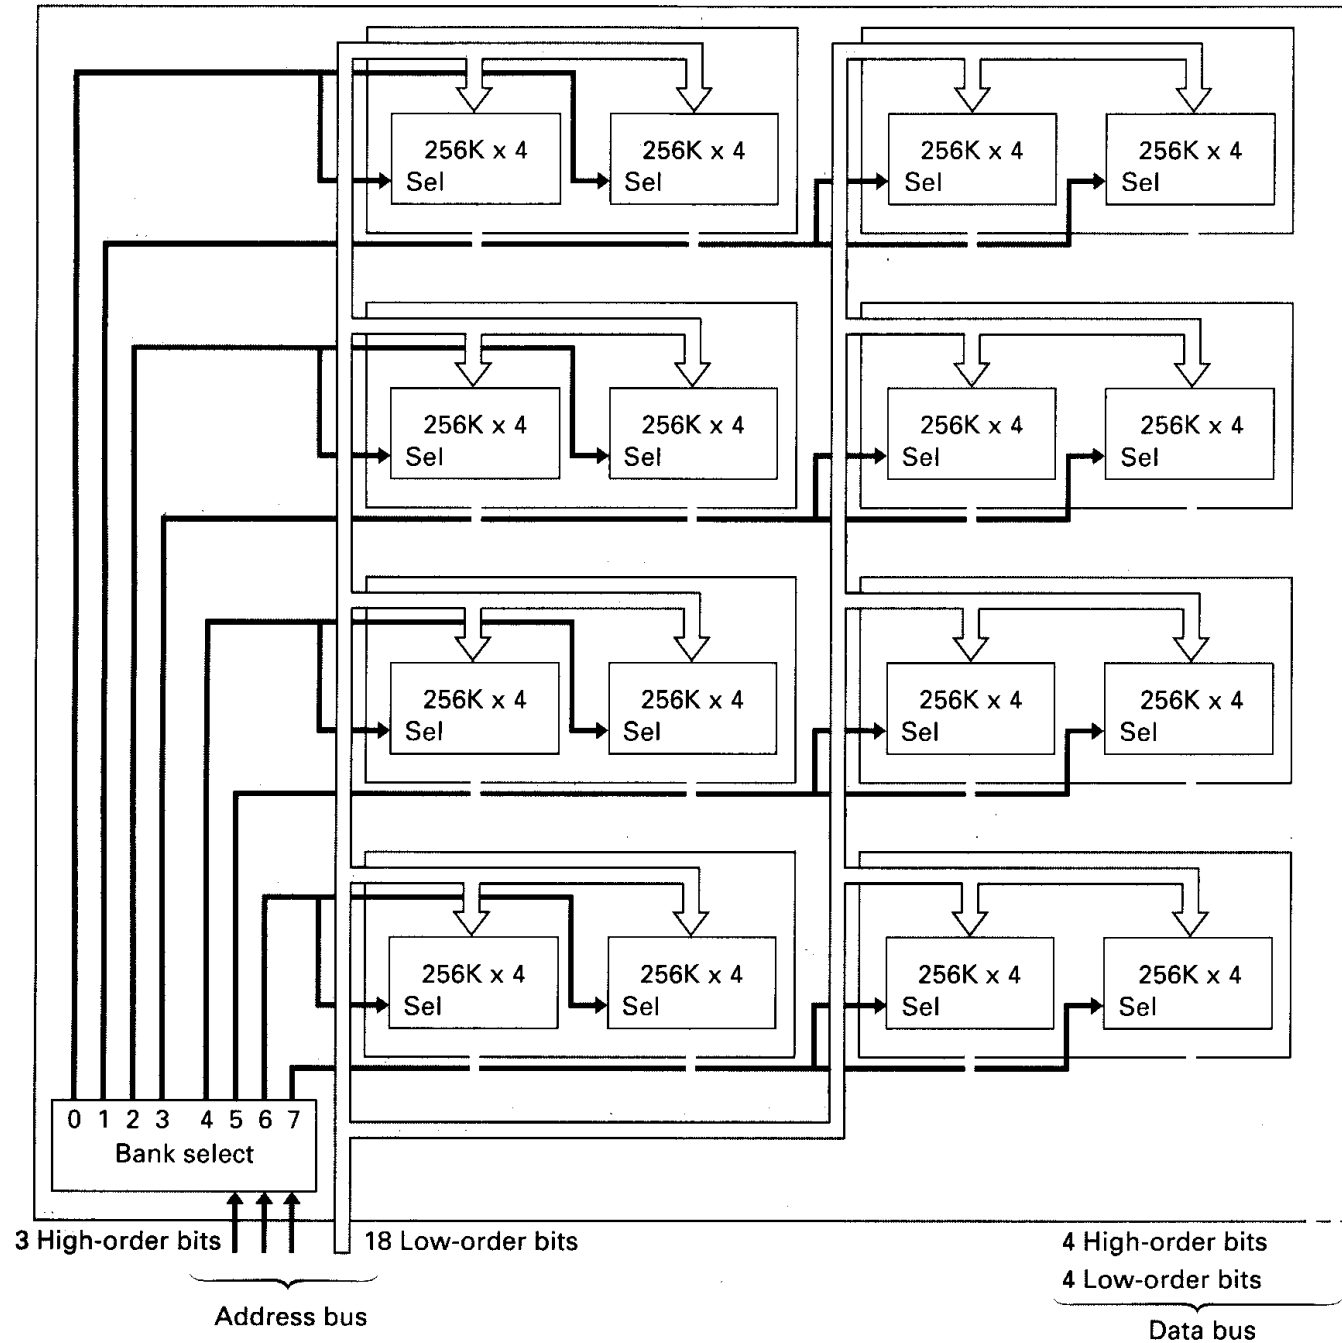 256K x 4 256K x 4 256K x 4 256K x 4
Sel Sel Sel Sel
256K x 4 256K x 4 256K x 4 256K x 4
Sel Sel Sel Sel
256K x 4 256K x 4 256K x 4 256K x 4
Sel Sel Sel Sel
256K x 4 256K x 4 256K x 4 256K x 4
Sel Sel Sel Sel
0 1 2 3 4 5 6 7
Bank select
3 High-order bits 18 Low-order bits 4 High-order bits
4 Low-order bits
Address bus
Data bus